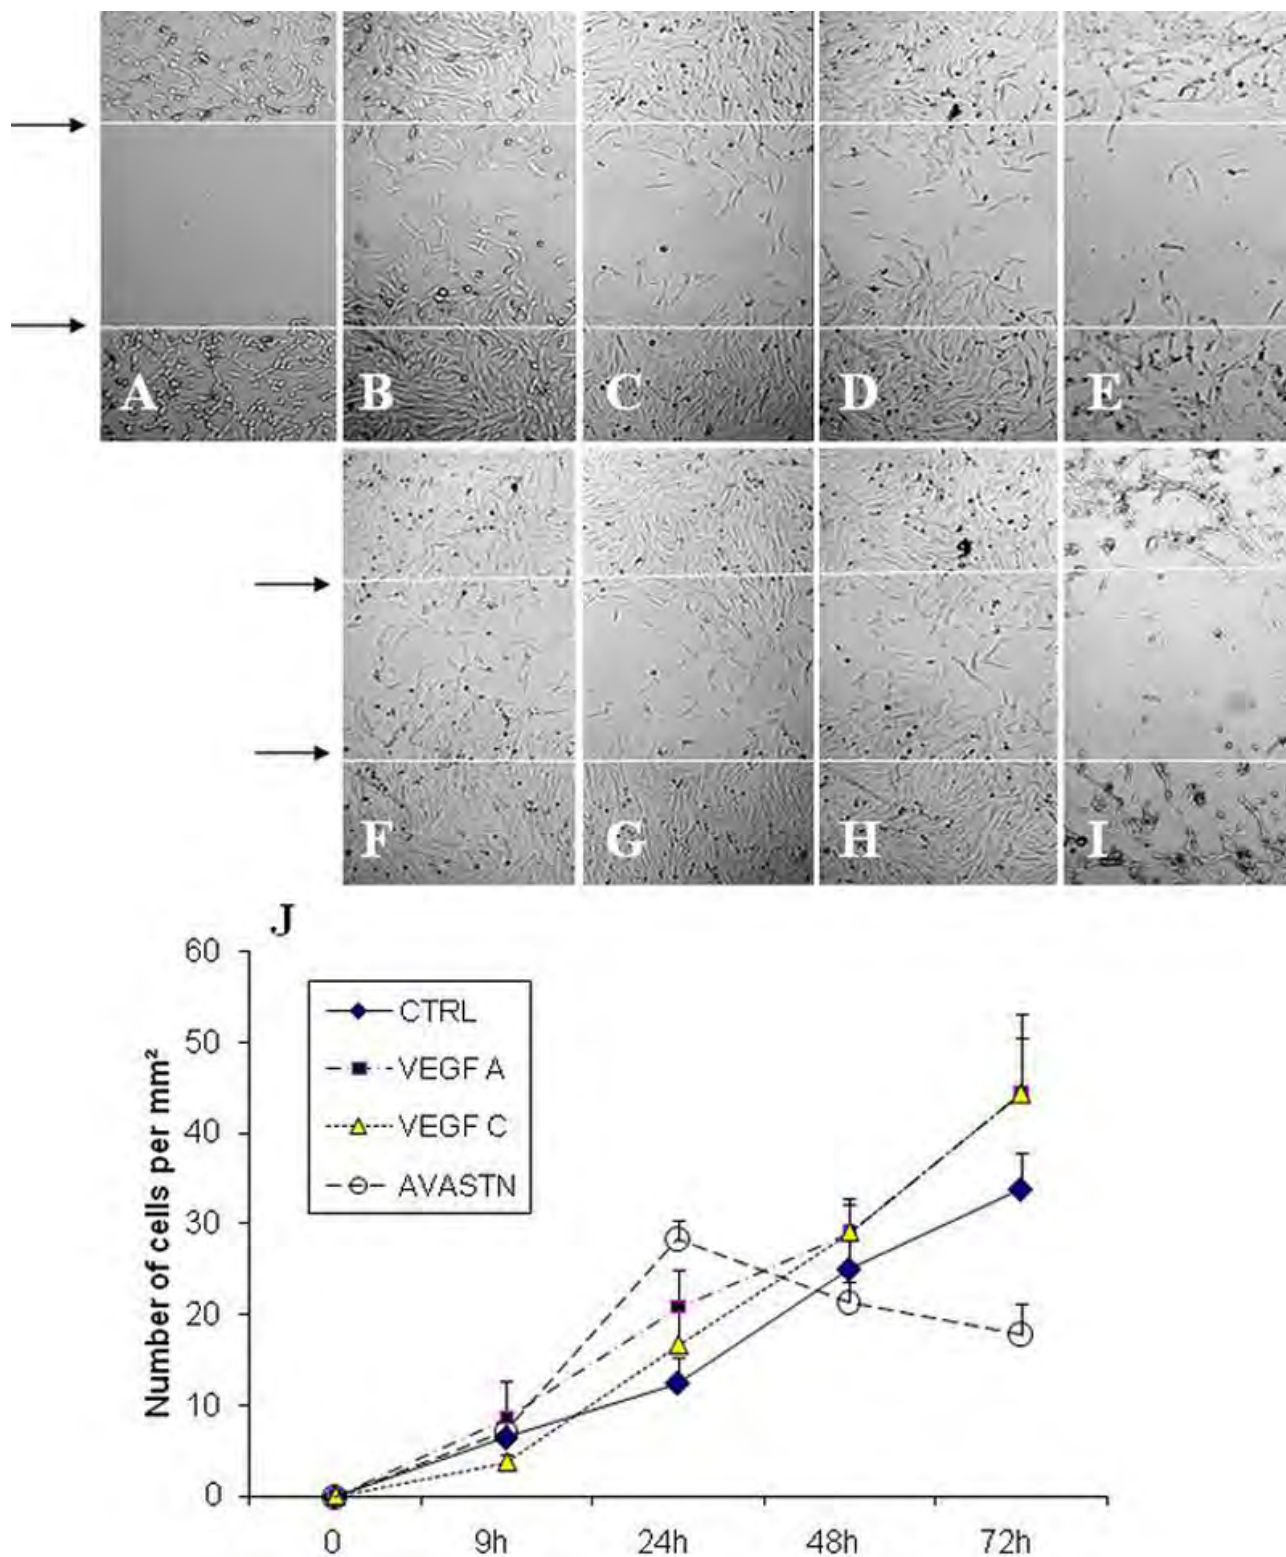 A B C D E
F G H I
J
60
50
40
30
20
10
0
Number of cells per mm²
CTRL
VEGF A
VEGF C
AVASTN
0 9h 24h 48h 72h